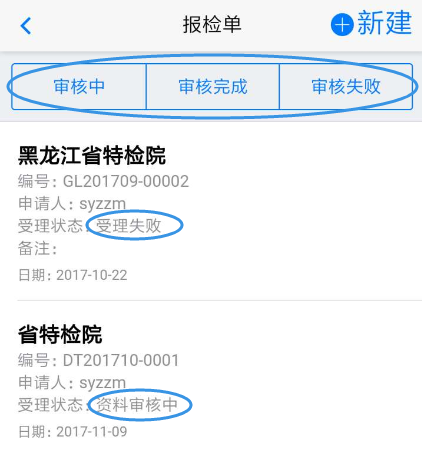 报检单
新建
审核中 审核完成 审核失败
黑龙江省特检院
编号: GL201709-00002
申请人: syzzm
受理状态: 受理失败
备注:
日期: 2017-10-22
省特检院
编号: DT201710-0001
申请人: syzzm
受理状态: 资料审核中
日期: 2017-11-09